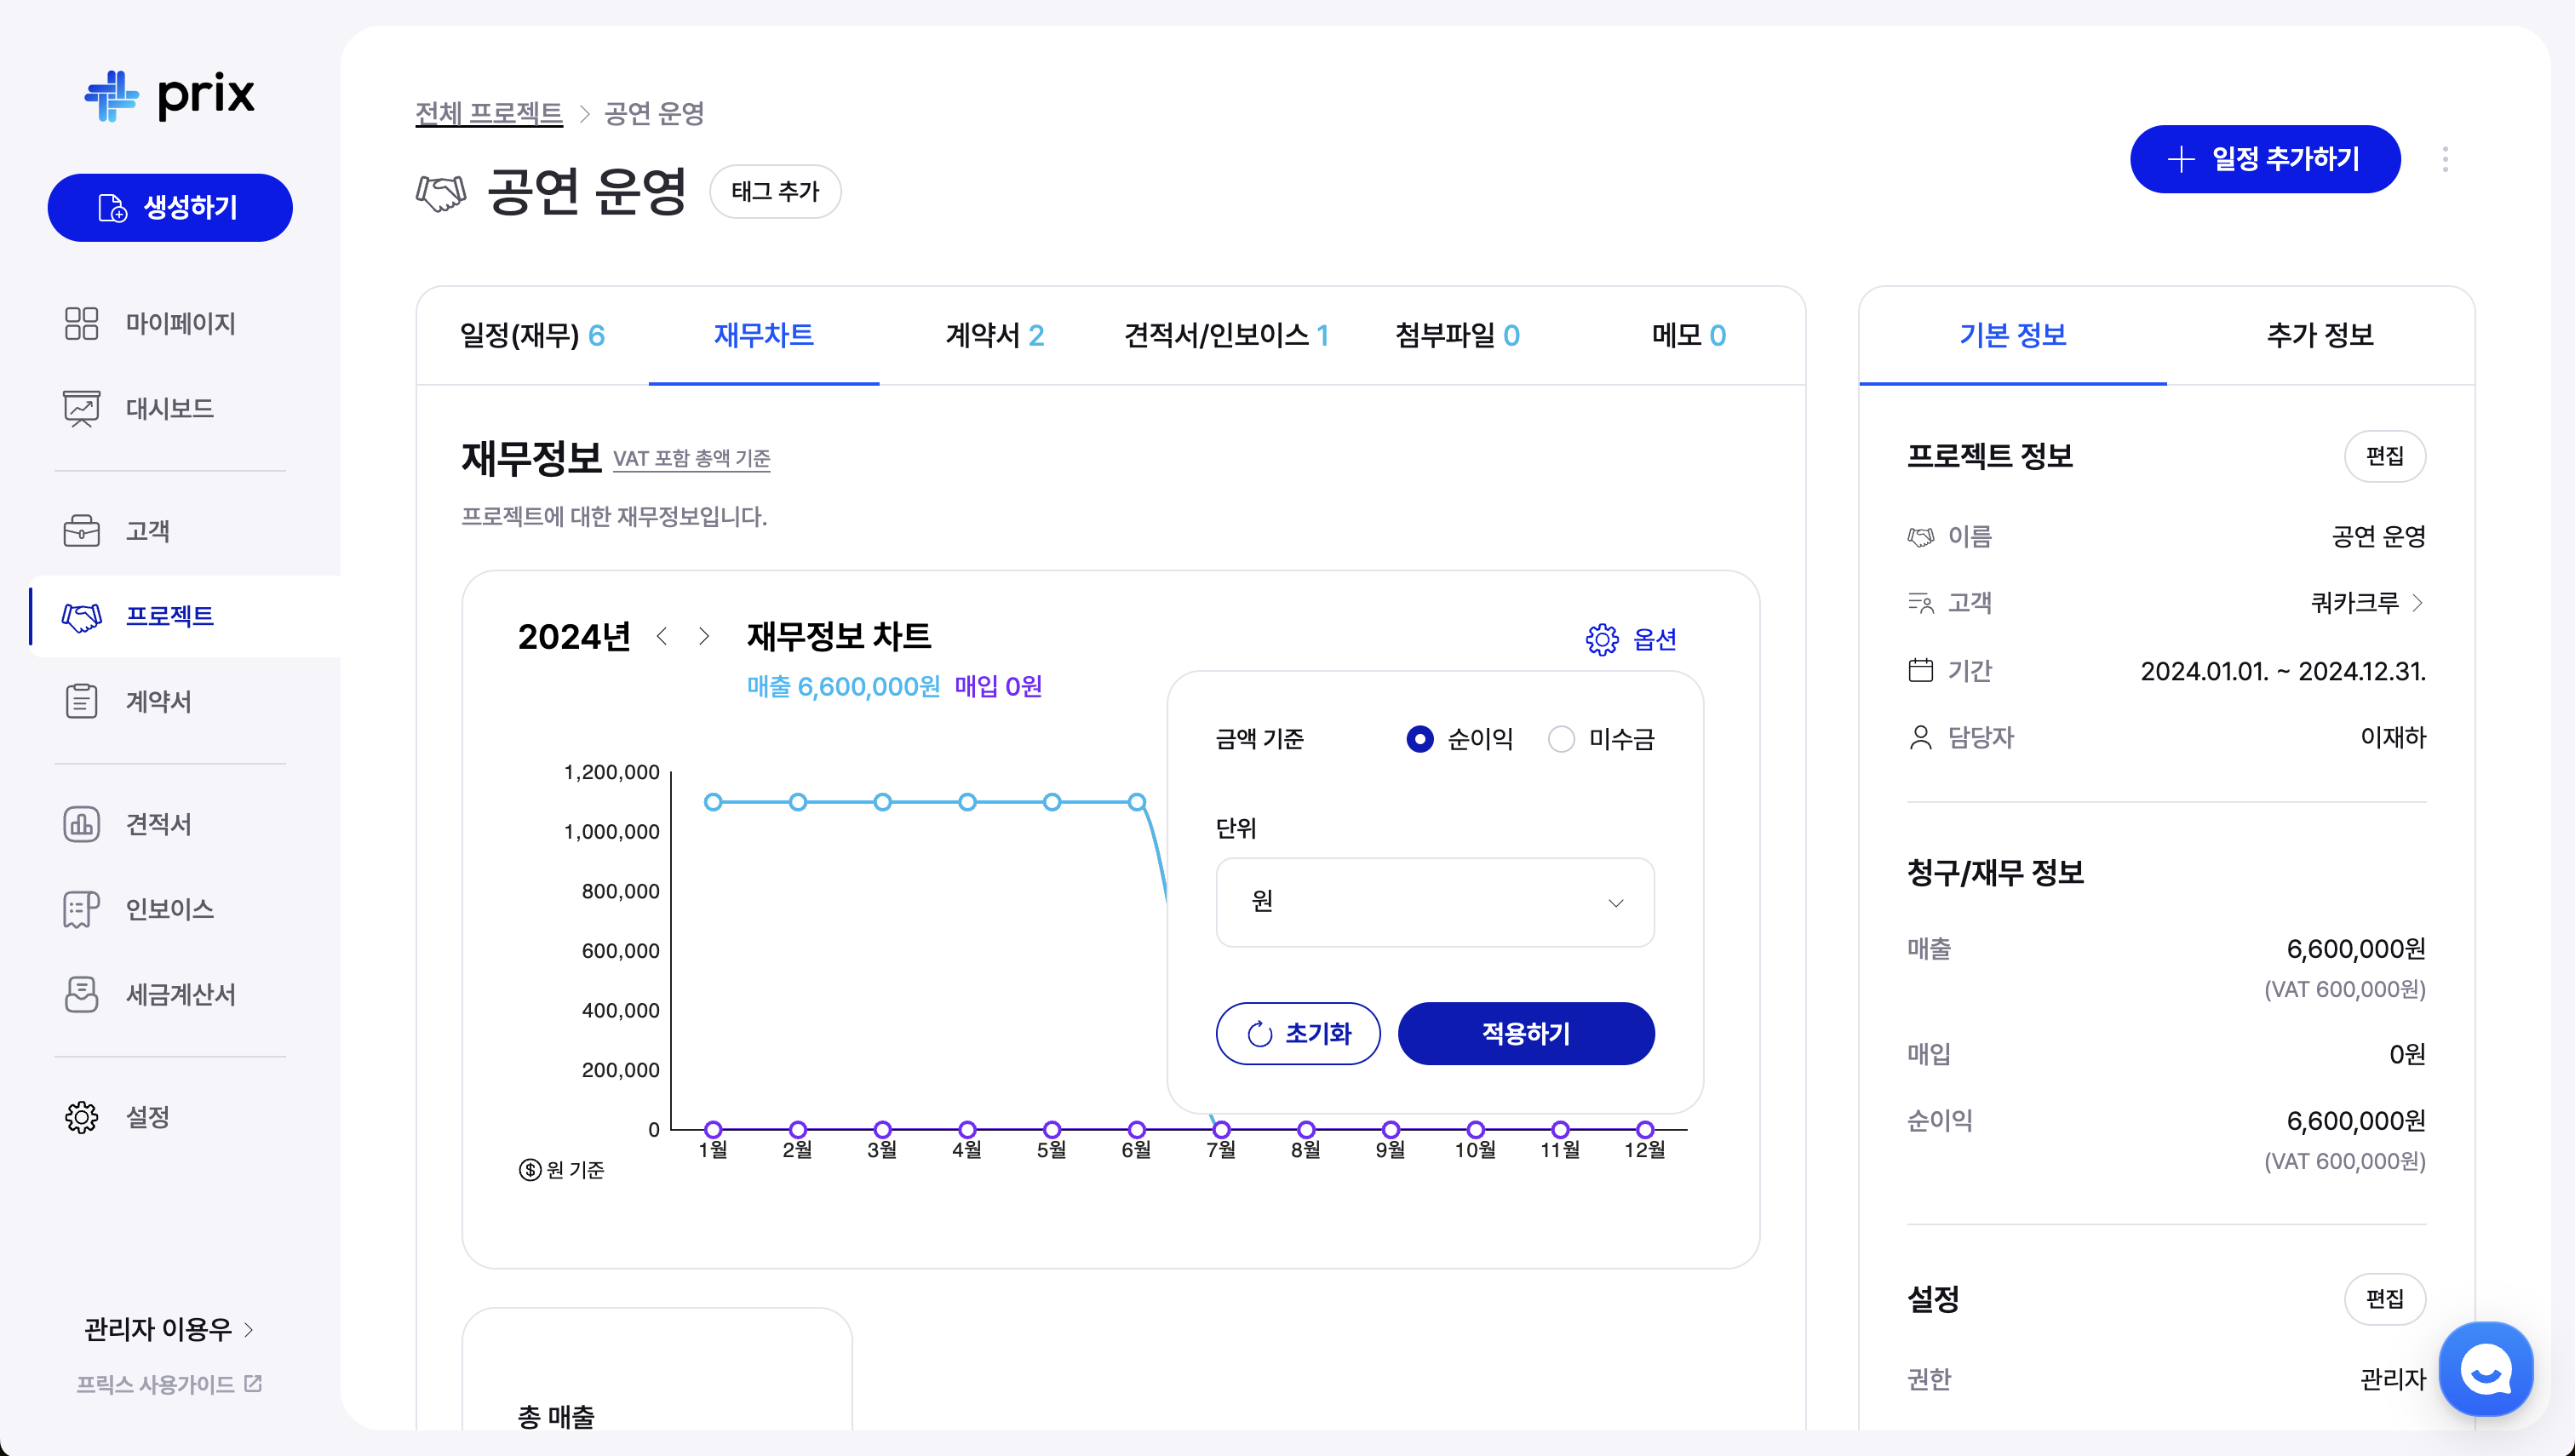 prix
생성하기
마이페이지
대시보드
고객
프로젝트
계약서
견적서
인보이스
세금계산서
설정
관리자 이용우
프릭스 사용가이드
전체 프로젝트 > 공연 운영
공연 운영 태그 추가
일정 추가하기
일정(재무) 6 재무차트 계약서 2 견적서/인보이스 1 첨부파일 0 메모 0
재무정보 VAT 포함 총액 기준
프로젝트에 대한 재무정보입니다.
2024년 < > 재무정보 차트 옵션
매출 6,600,000원 매입 0원
금액 기준 순이익 미수금
단위
원
초기화 적용하기
1,200,000
1,000,000
800,000
600,000
400,000
200,000
0
1월 2월 3월 4월 5월 6월 7월 8월 9월 10월 11월 12월
원 기준
총 매출
기본 정보 추가 정보
프로젝트 정보 편집
이름 공연 운영
고객 쿼카크루
기간 2024.01.01. ~ 2024.12.31.
담당자 이재하
청구/재무 정보
매출 6,600,000원
(VAT 600,000원)
매입 0원
순이익 6,600,000원
(VAT 600,000원)
설정 편집
권한 관리자